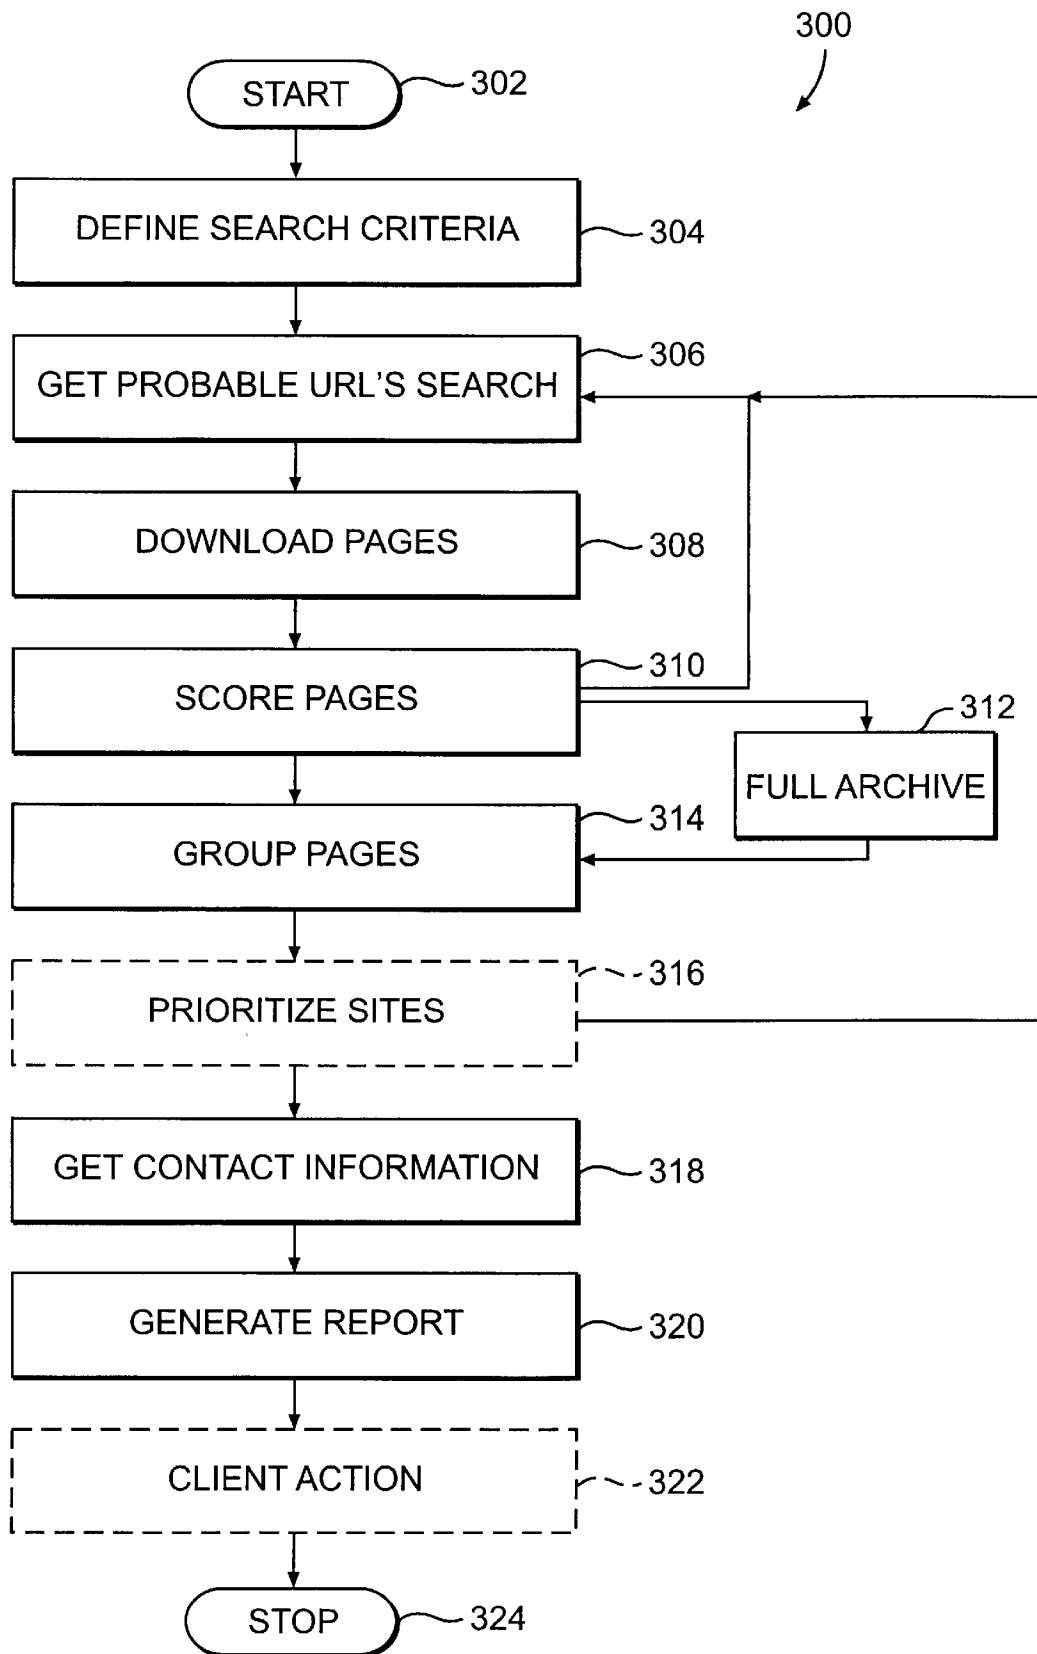 300
START
302
DEFINE SEARCH CRITERIA
304
306
GET PROBABLE URL'S SEARCH
DOWNLOAD PAGES
308
310
SCORE PAGES
312
FULL ARCHIVE
314
GROUP PAGES
316
PRIORITIZE SITES
GET CONTACT INFORMATION
318
GENERATE REPORT
320
CLIENT ACTION
322
STOP
324